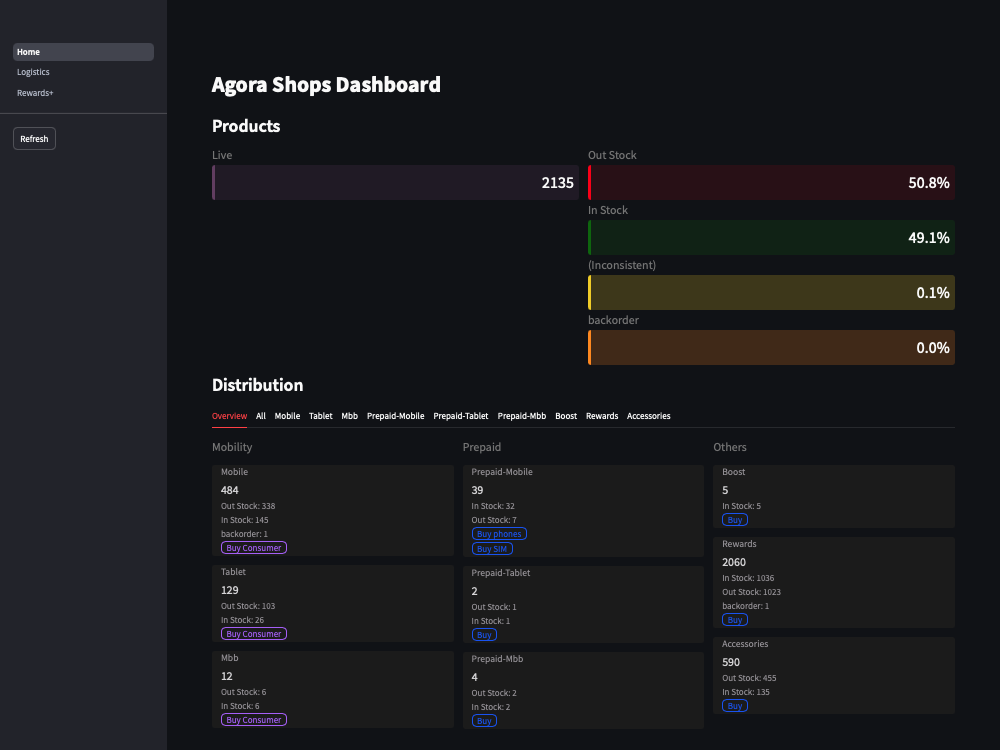 Home
Logistics
Rewards+
Refresh
Agora Shops Dashboard
Products
Live
2135
Out Stock
50.8%
In Stock
49.1%
(Inconsistent)
0.1%
backorder
0.0%
Distribution
Overview All Mobile Tablet Mbb Prepaid-Mobile Prepaid-Tablet Prepaid-Mbb Boost Rewards Accessories
Mobility
Mobile
484
Out Stock: 338
In Stock: 145
backorder: 1
Buy Consumer
Tablet
129
Out Stock: 103
In Stock: 26
Buy Consumer
Mbb
12
Out Stock: 6
In Stock: 6
Buy Consumer
Prepaid
Prepaid-Mobile
39
In Stock: 32
Out Stock: 7
Buy phones
Buy SIM
Prepaid-Tablet
2
Out Stock: 1
In Stock: 1
Buy
Prepaid-Mbb
4
Out Stock: 2
In Stock: 2
Buy
Others
Boost
5
In Stock: 5
Buy
Rewards
2060
In Stock: 1036
Out Stock: 1023
backorder: 1
Buy
Accessories
590
Out Stock: 455
In Stock: 135
Buy